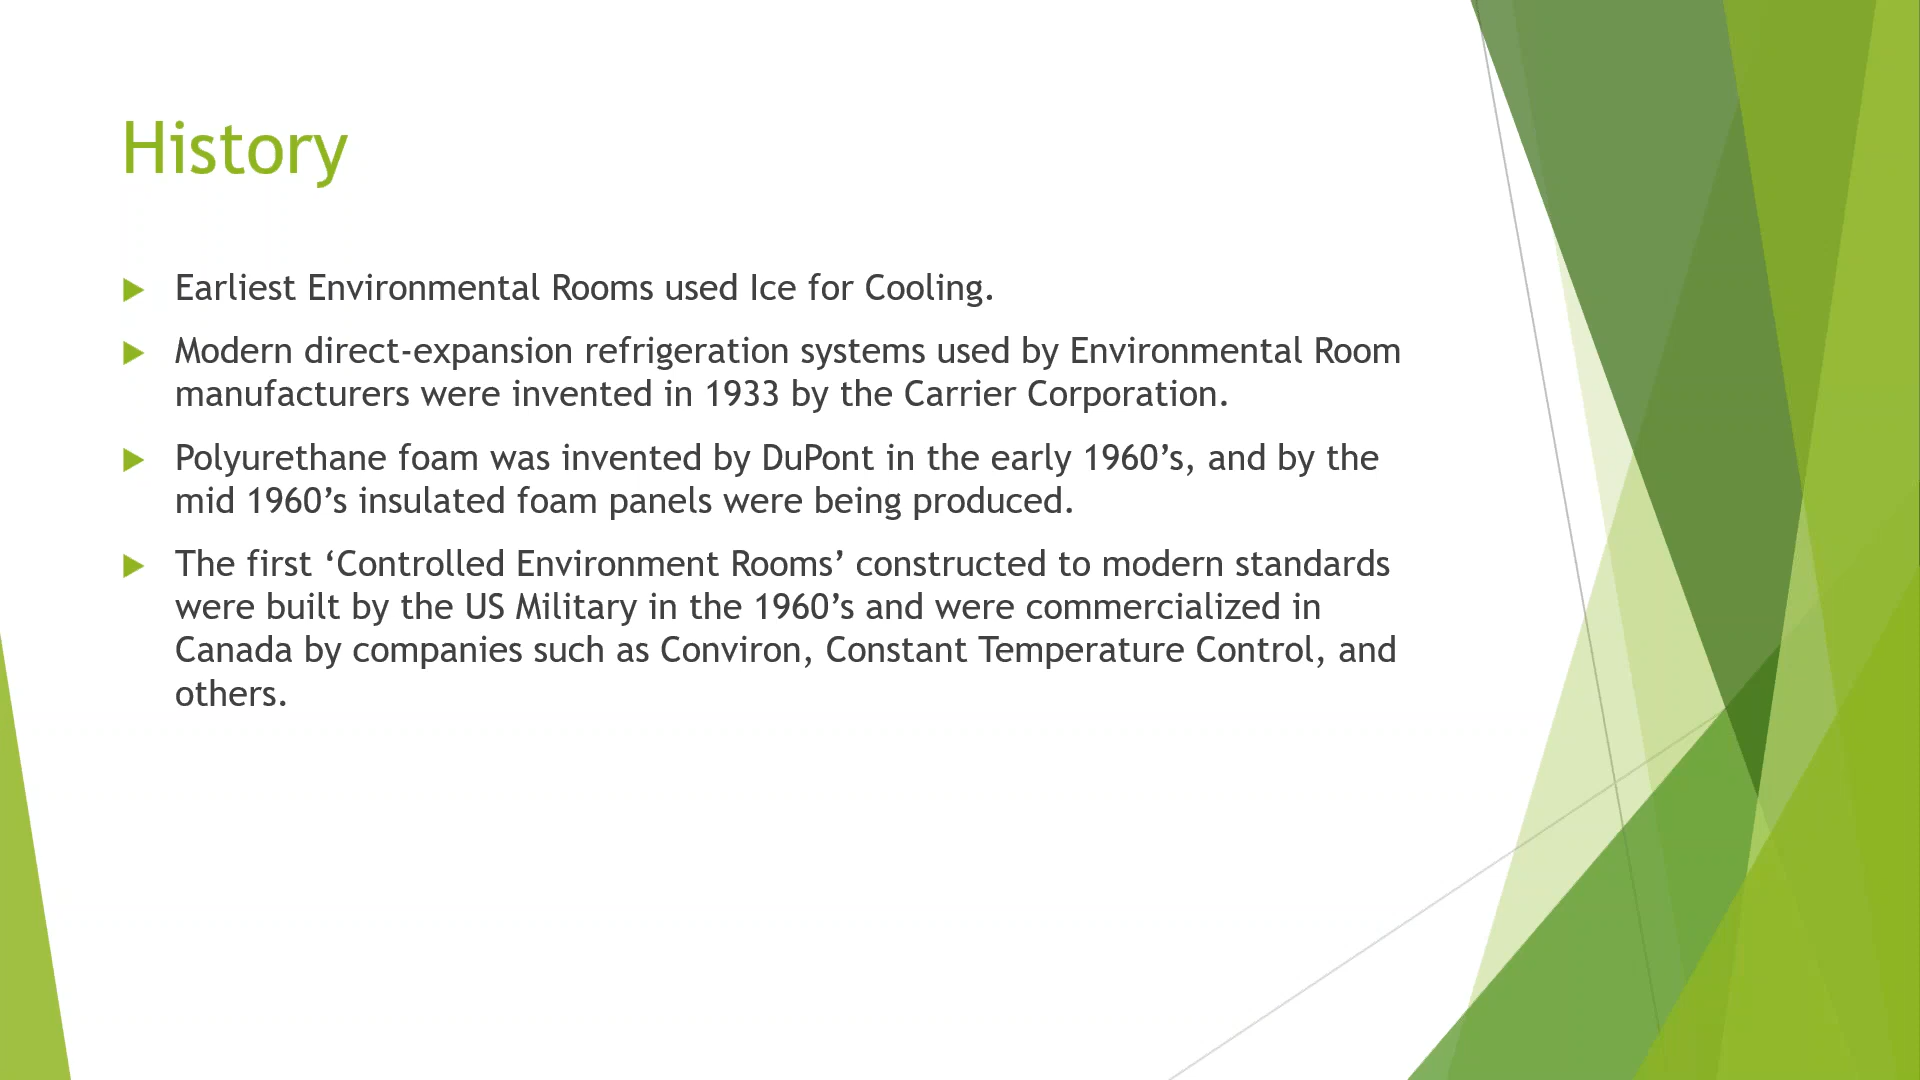 History
Earliest Environmental Rooms used Ice for Cooling.
Modern direct-expansion refrigeration systems used by Environmental Room
manufacturers were invented in 1933 by the Carrier Corporation.
Polyurethane foam was invented by DuPont in the early 1960’s, and by the
mid 1960’s insulated foam panels were being produced.
The first ‘Controlled Environment Rooms’ constructed to modern standards
were built by the US Military in the 1960’s and were commercialized in
Canada by companies such as Conviron, Constant Temperature Control, and
others.